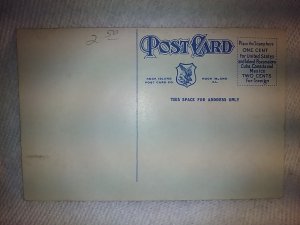 2 50
POST CARD
Place the Stamp here
ONE CENT
for United States
and Island Possessions
Cuba, Canada and
Mexico
TWO CENTS
for Foreign
ROCK ISLAND
POST CARD CO.
ROCK ISLAND
ILL.
THIS SPACE FOR ADDRESS ONLY